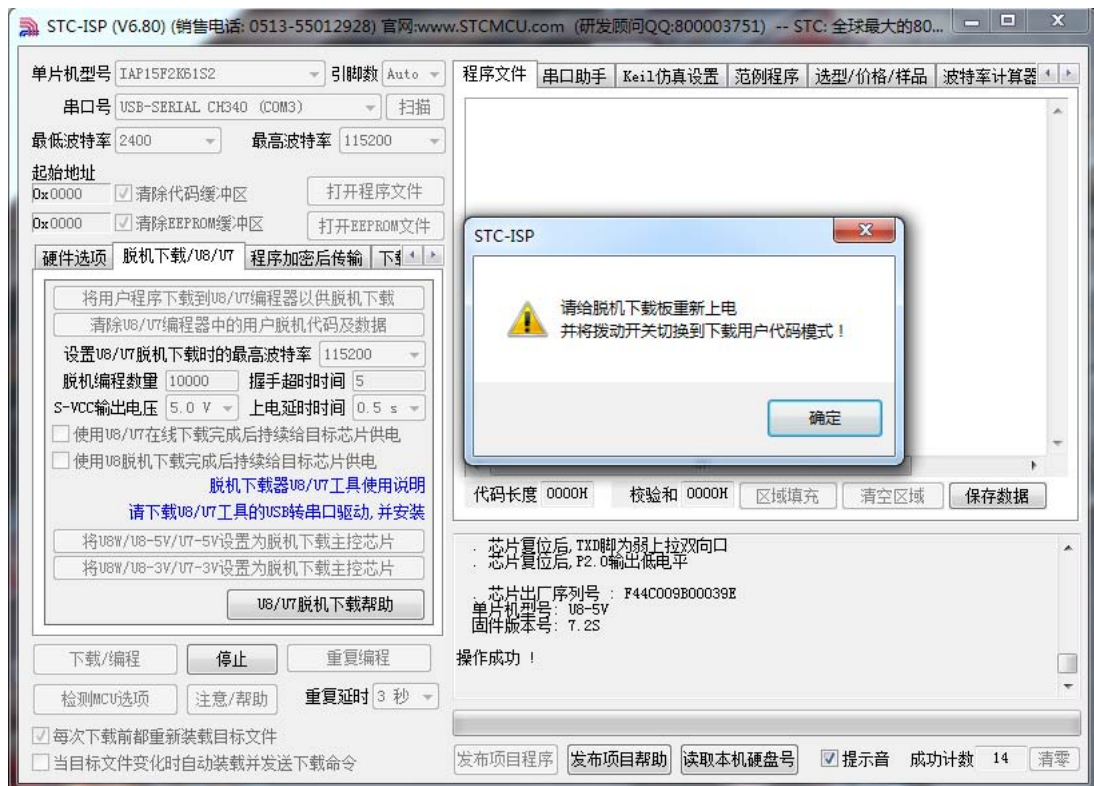 STC-ISP (V6.80) (销售电话: 0513-55012928) 官网:www.STCMCU.com (研发顾问QQ:800003751) -- STC: 全球最大的80...
单片机型号 IAP15F2K61S2 引脚数 Auto
串口号 USB-SERIAL CH340 (COM3) 扫描
最低波特率 2400 最高波特率 115200
起始地址
0x0000 清除代码缓冲区 打开程序文件
0x0000 清除EEPROM缓冲区 打开EEPROM文件
硬件选项 脱机下载/U8/U7 程序加密后传输
将用户程序下载到U8/U7编程器以供脱机下载
清除U8/U7编程器中的用户脱机代码及数据
设置U8/U7脱机下载时的最高波特率 115200
脱机编程数量 10000 握手超时时间 5
S-VCC输出电压 5.0 V 上电延时时间 0.5 s
使用U8/U7在线下载完成后持续给目标芯片供电
使用U8脱机下载完成后持续给目标芯片供电
脱机下载器U8/U7工具使用说明
请下载U8/U7工具的USB转串口驱动,并安装
将U8W/U8-5V/U7-5V设置为脱机下载主控芯片
将U8W/U8-3V/U7-3V设置为脱机下载主控芯片
U8/U7脱机下载帮助
下载/编程 停止 重复编程
检测MCU选项 注意/帮助 重复延时 3 秒
每次下载前都重新装载目标文件
当目标文件变化时自动装载并发送下载命令
程序文件 串口助手 Keil仿真设置 范例程序 选型/价格/样品 波特率计算器
STC-ISP
请给脱机下载板重新上电
并将拨动开关切换到下载用户代码模式！
确定
代码长度 0000H 校验和 0000H 区域填充 清空区域 保存数据
. 芯片复位后,TXD脚为弱上拉双向口
. 芯片复位后,P2.0输出低电平
. 芯片出厂序列号 : F44C009B00039E
单片机型号: U8-5V
固件版本号: 7.2S
操作成功 !
发布项目程序 发布项目帮助 读取本机硬盘号 提示音 成功计数 14 清零